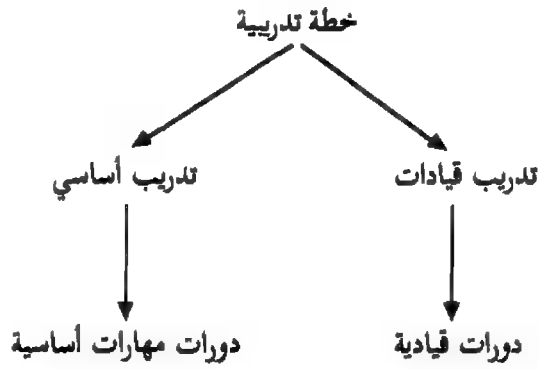 خطة تدريبية
تدريب قيادات
تدريب أساسي
دورات قيادية
دورات مهارات أساسية